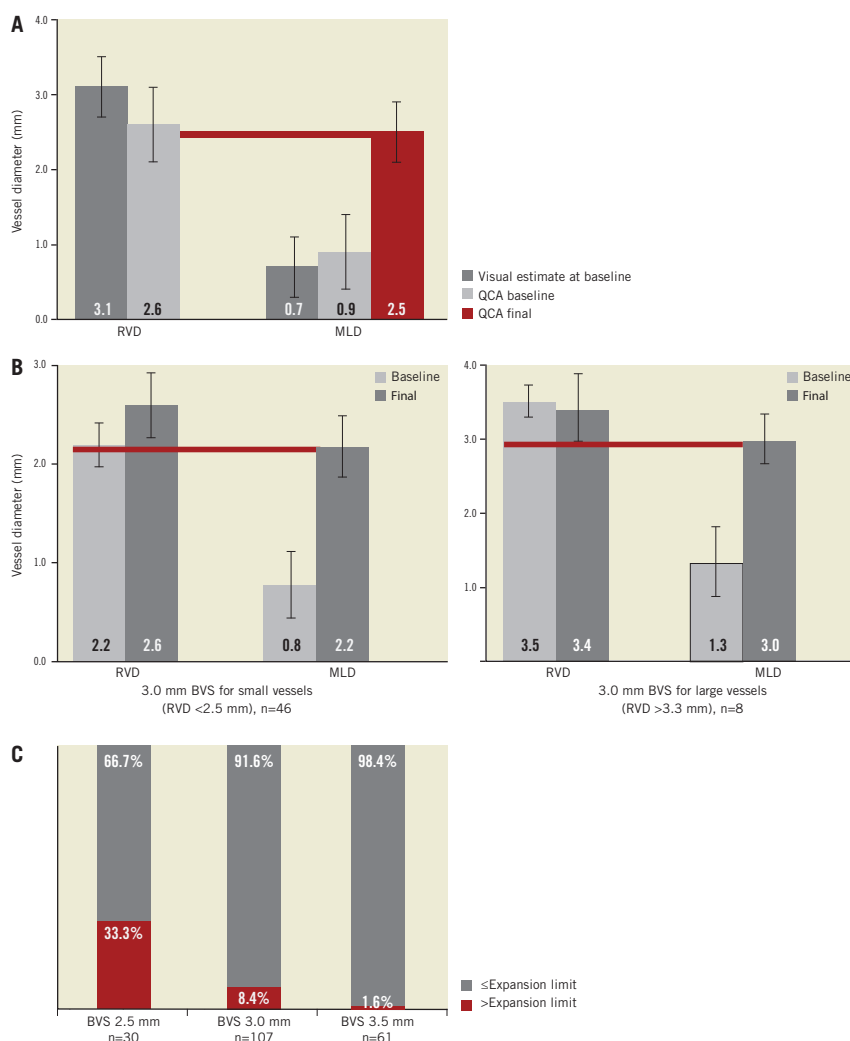 A
4.0
3.0
2.0
1.0
0.0
Vessel diameter (mm)
3.1
2.6
0.7
0.9
2.5
RVD
MLD
Visual estimate at baseline
QCA baseline
QCA final
B
3.0
2.0
1.0
0.0
Vessel diameter (mm)
Baseline
Final
2.2
2.6
0.8
2.2
RVD
MLD
3.0 mm BVS for small vessels
(RVD <2.5 mm), n=46
4.0
3.0
2.0
1.0
Baseline
Final
3.5
3.4
1.3
3.0
RVD
MLD
3.0 mm BVS for large vessels
(RVD >3.3 mm), n=8
C
66.7%
91.6%
98.4%
33.3%
8.4%
1.6%
≤Expansion limit
>Expansion limit
BVS 2.5 mm
n=30
BVS 3.0 mm
n=107
BVS 3.5 mm
n=61